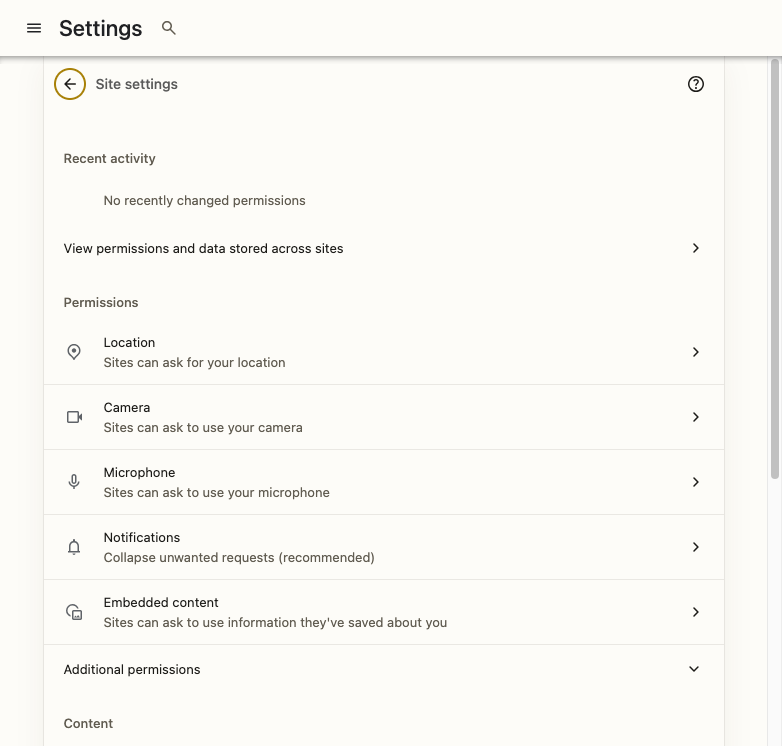 Settings
Site settings
Recent activity
No recently changed permissions
View permissions and data stored across sites
Permissions
Location
Sites can ask for your location
Camera
Sites can ask to use your camera
Microphone
Sites can ask to use your microphone
Notifications
Collapse unwanted requests (recommended)
Embedded content
Sites can ask to use information they've saved about you
Additional permissions
Content